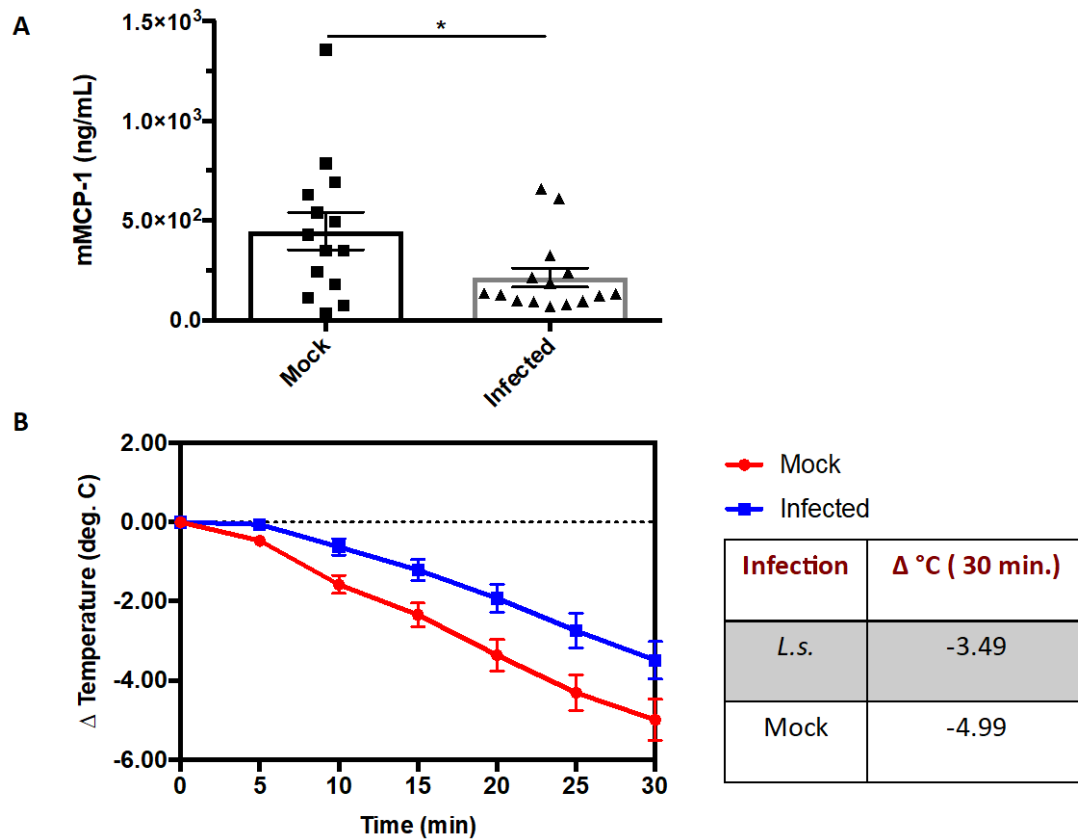 A
1.5×10³
1.0×10³
5.0×10²
0.0
mMCP-1 (ng/mL)
*
Mock
Infected
B
2.00
0.00
-2.00
-4.00
-6.00
Δ Temperature (deg. C)
0 5 10 15 20 25 30
Time (min)
Mock
Infected
Infection Δ °C ( 30 min.)
L.s. -3.49
Mock -4.99